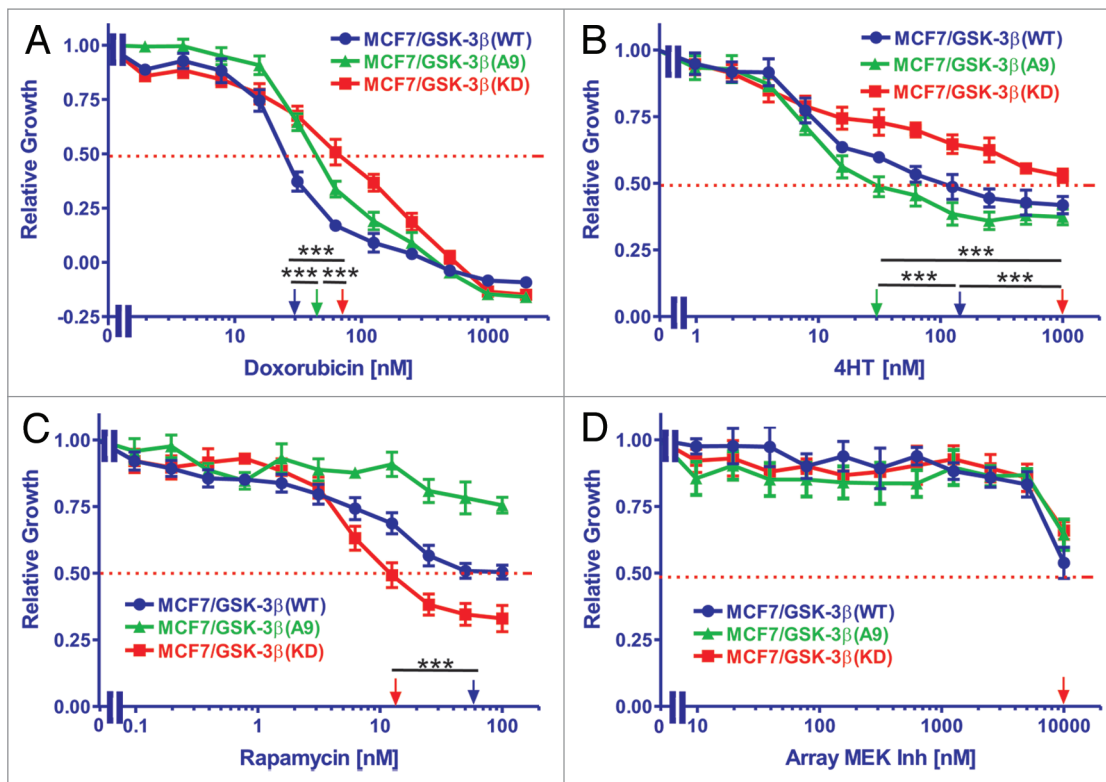 A
MCF7/GSK-3β(WT)
MCF7/GSK-3β(A9)
MCF7/GSK-3β(KD)
Relative Growth
1.00
0.75
0.50
0.25
0.00
-0.25
***
*** ***
0 10 100 1000
Doxorubicin [nM]
B
MCF7/GSK-3β(WT)
MCF7/GSK-3β(A9)
MCF7/GSK-3β(KD)
Relative Growth
1.00
0.75
0.50
0.25
0.00
***
*** ***
0 1 10 100 1000
4HT [nM]
C
Relative Growth
1.00
0.75
0.50
0.25
0.00
MCF7/GSK-3β(WT)
MCF7/GSK-3β(A9)
MCF7/GSK-3β(KD)
***
0 0.1 1 10 100
Rapamycin [nM]
D
Relative Growth
1.00
0.75
0.50
0.25
0.00
MCF7/GSK-3β(WT)
MCF7/GSK-3β(A9)
MCF7/GSK-3β(KD)
0 10 100 1000 10000
Array MEK Inh [nM]